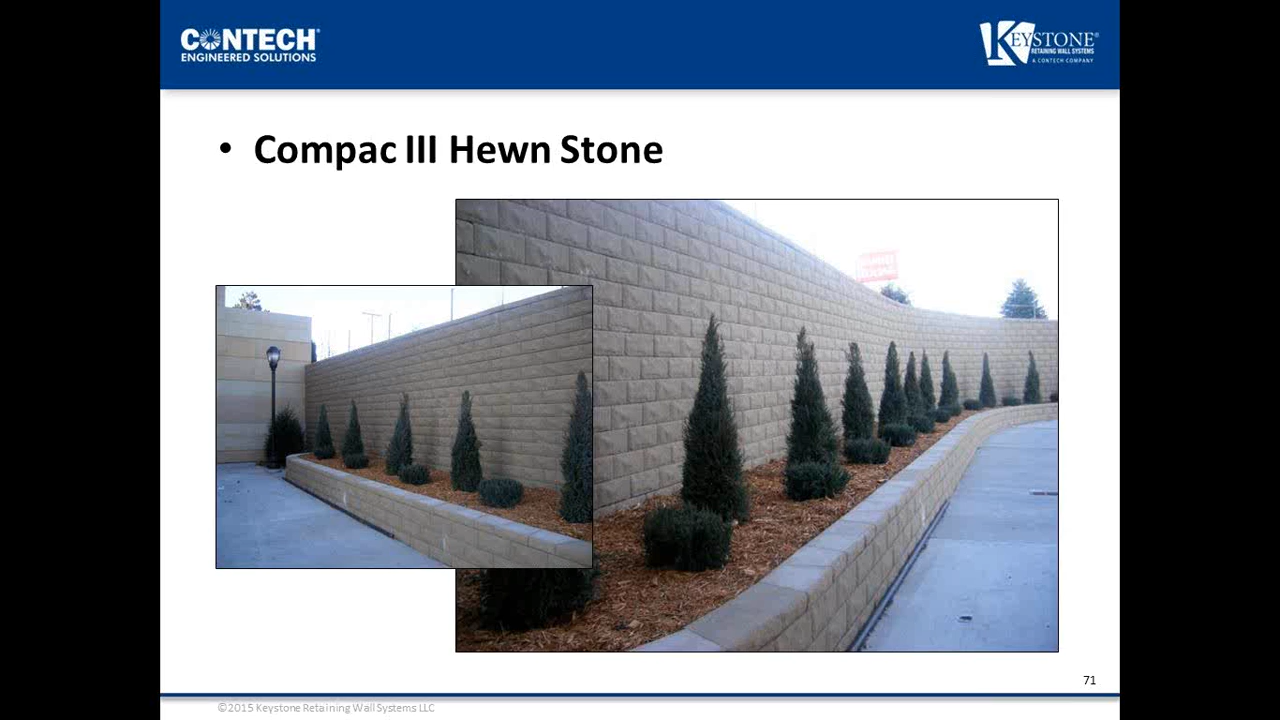 CONTECH®
ENGINEERED SOLUTIONS
KEYSTONE®
RETAINING WALL SYSTEMS
A CONTECH COMPANY
• Compac III Hewn Stone
71
©2015 Keystone Retaining Wall Systems LLC